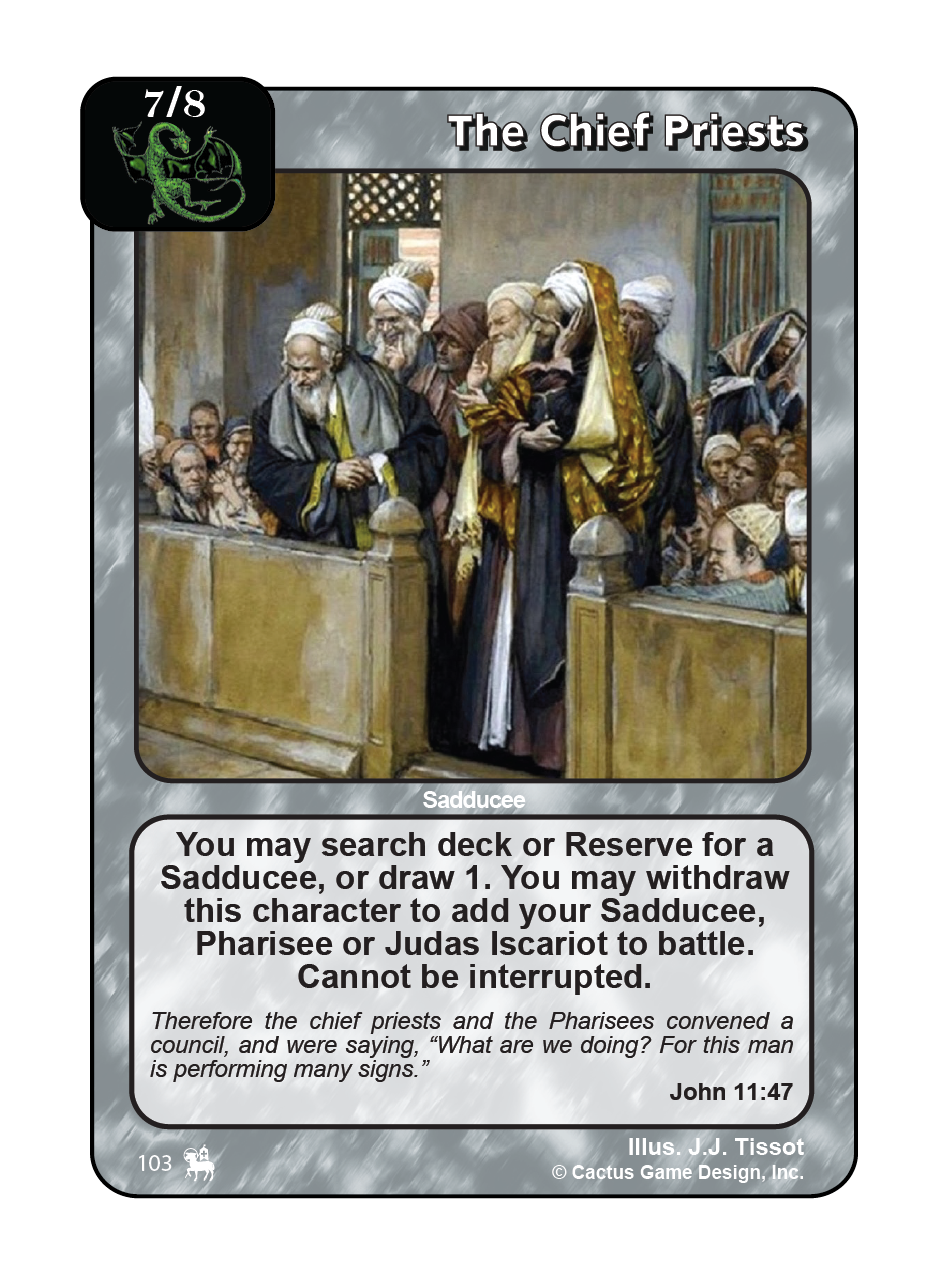 7/8
The Chief Priests
Sadducee
You may search deck or Reserve for a
Sadducee, or draw 1. You may withdraw
this character to add your Sadducee,
Pharisee or Judas Iscariot to battle.
Cannot be interrupted.
Therefore the chief priests and the Pharisees convened a
council, and were saying, “What are we doing? For this man
is performing many signs.”
John 11:47
103
Illus. J.J. Tissot
© Cactus Game Design, Inc.